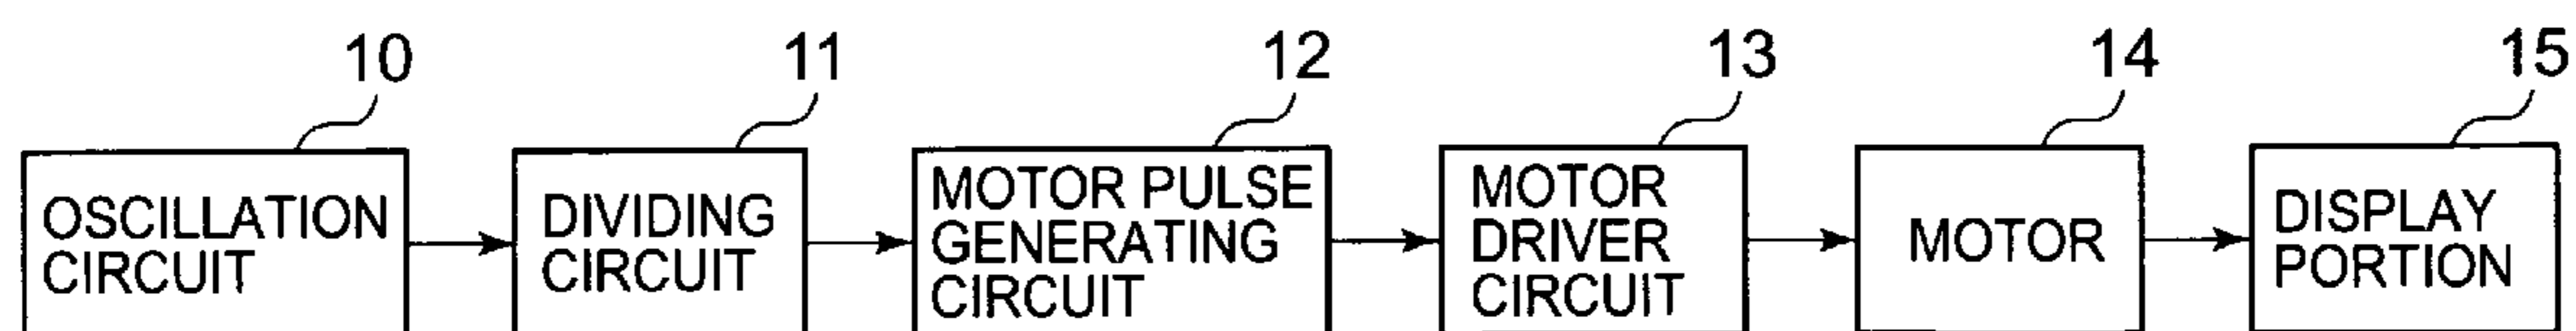 10
11
12
13
14
15
OSCILLATION
CIRCUIT
DIVIDING
CIRCUIT
MOTOR PULSE
GENERATING
CIRCUIT
MOTOR
DRIVER
CIRCUIT
MOTOR
DISPLAY
PORTION